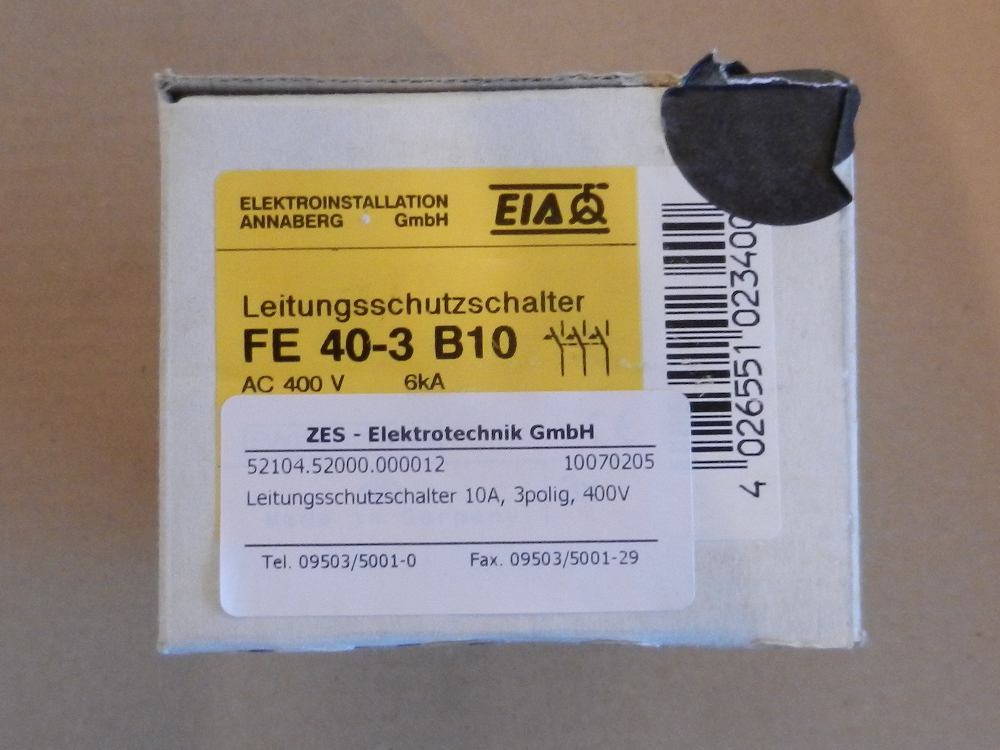 ELEKTROINSTALLATION
ANNABERG GmbH
EIA
Leitungsschutzschalter
FE 40-3 B10
AC 400 V 6kA
ZES - Elektrotechnik GmbH
52104.52000.000012 10070205
Leitungsschutzschalter 10A, 3polig, 400V
Tel. 09503/5001-0 Fax. 09503/5001-29
4 026551 023400